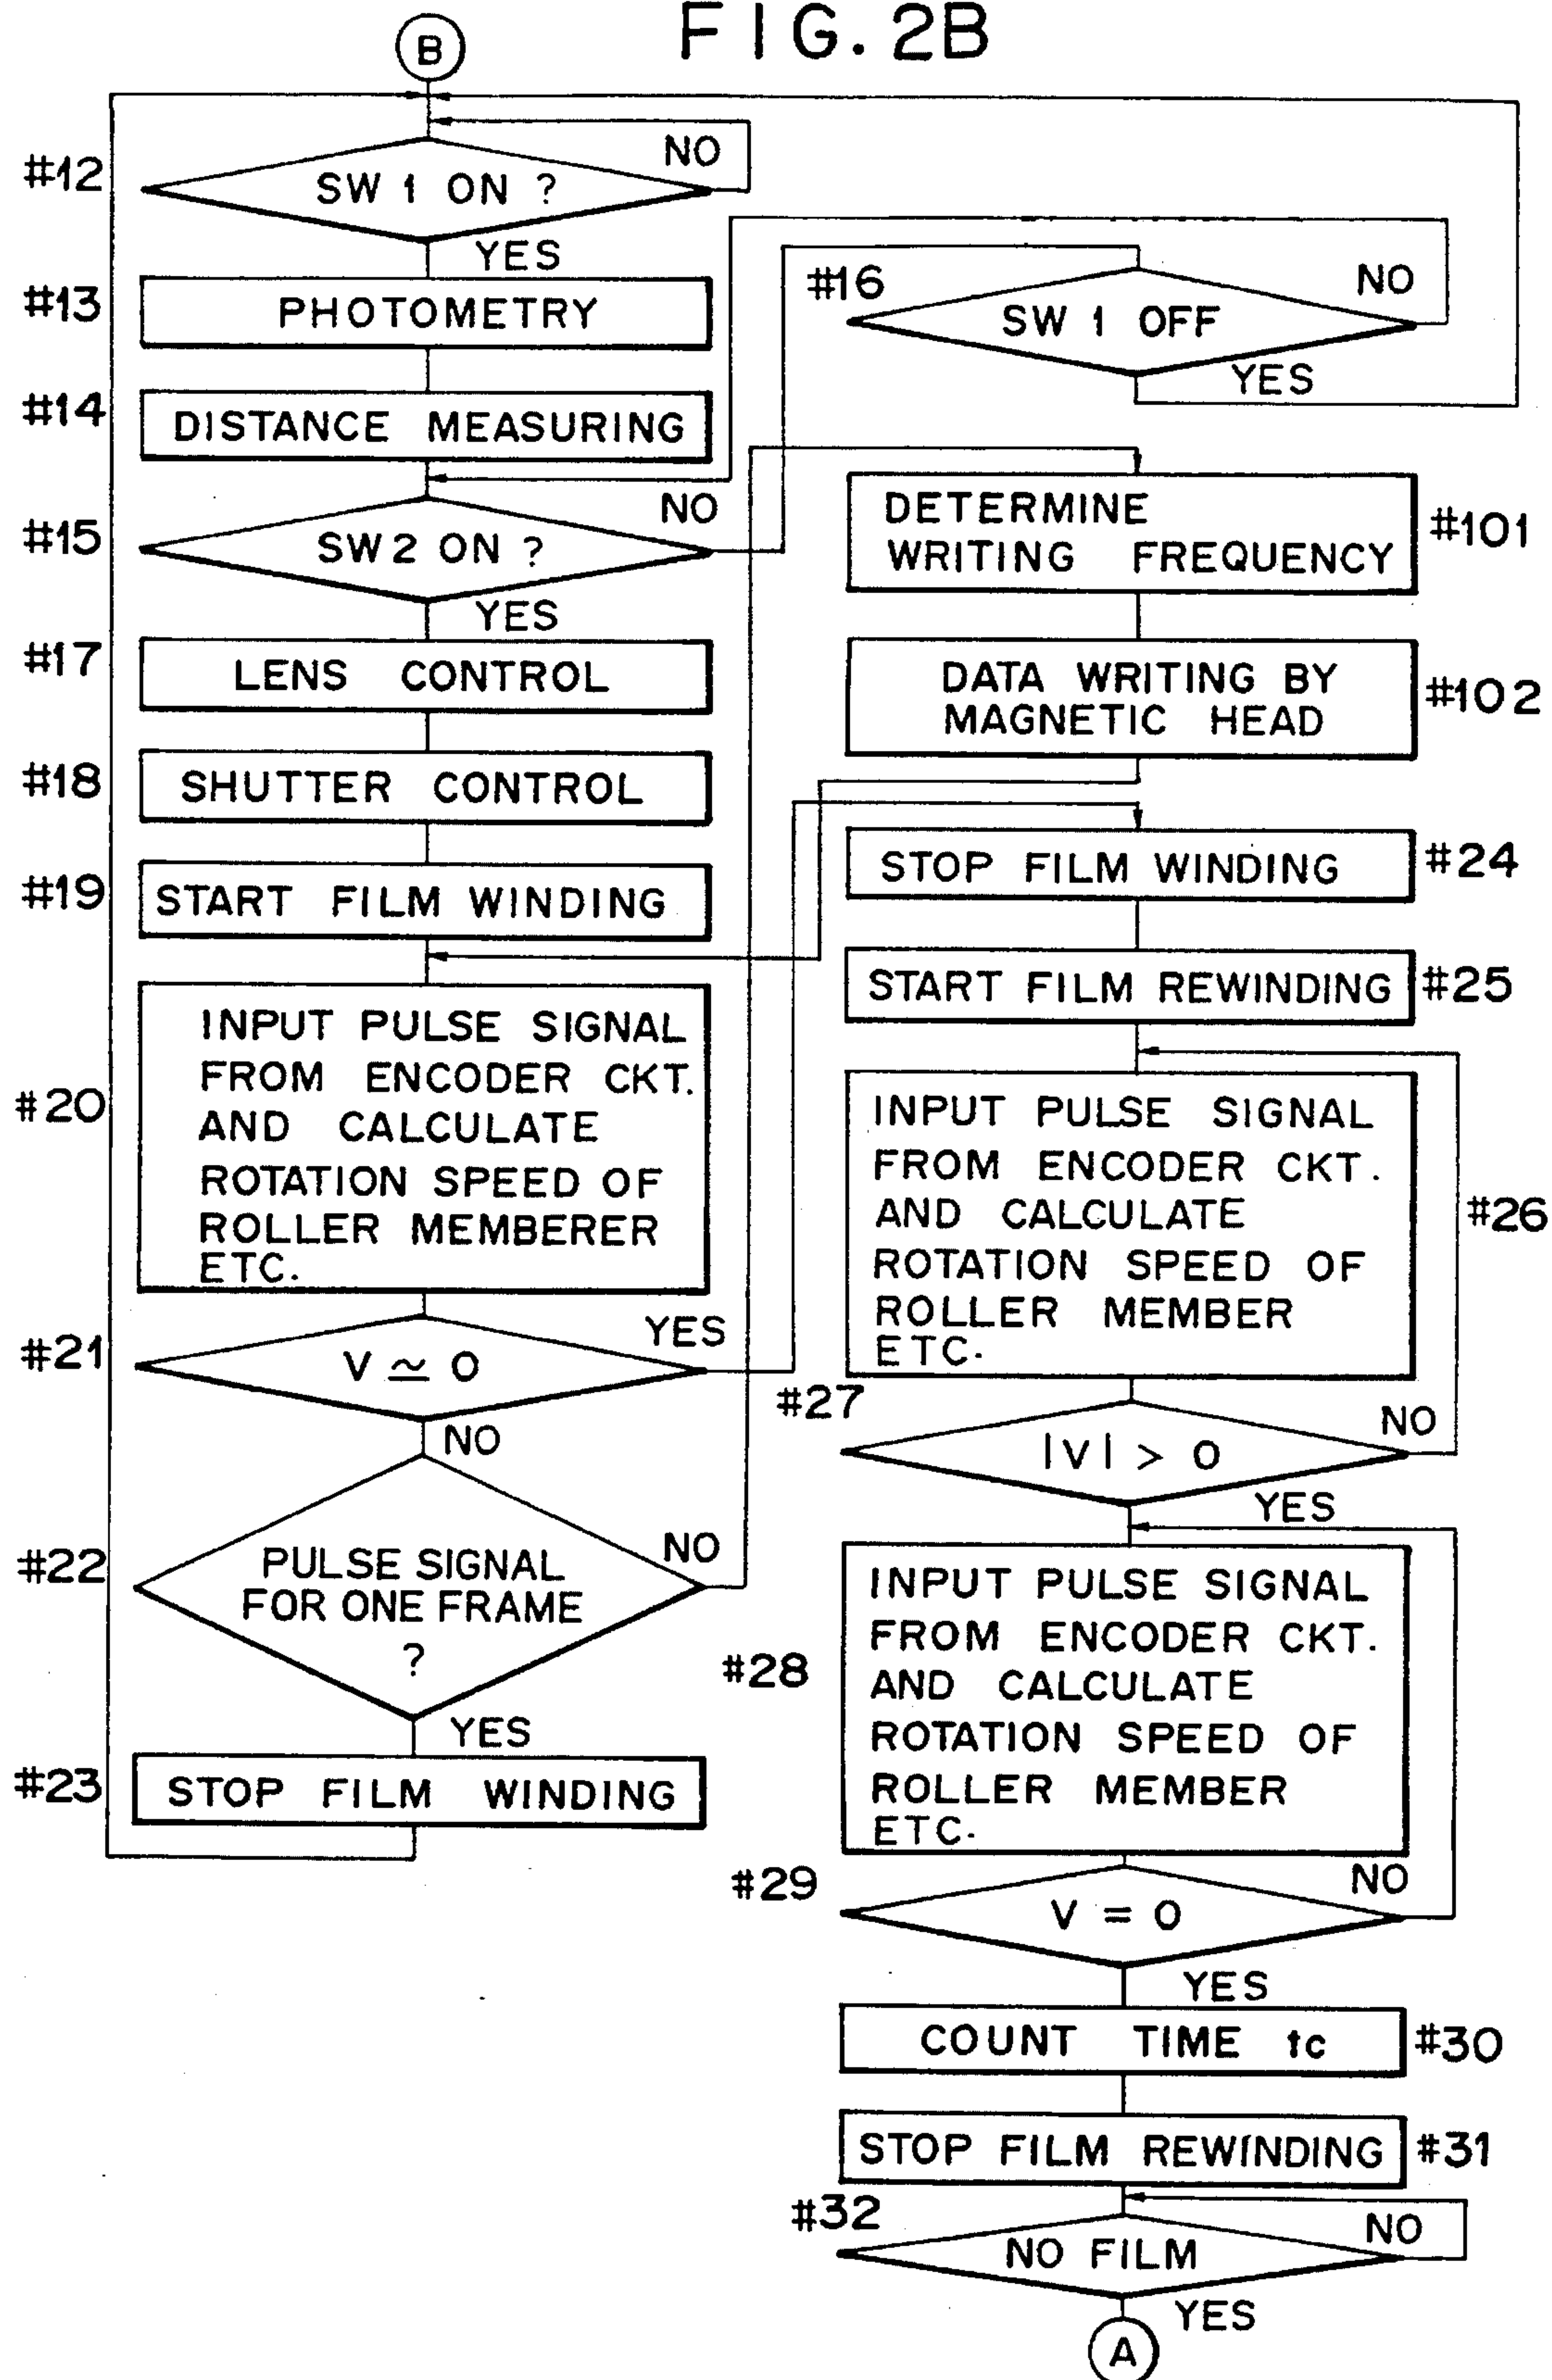 FIG. 2B
B
#12
SW 1 ON ?
NO
YES
#13
PHOTOMETRY
#14
DISTANCE MEASURING
#15
SW2 ON ?
NO
YES
#16
SW 1 OFF
NO
YES
#17
LENS CONTROL
#18
SHUTTER CONTROL
#19
START FILM WINDING
#20
INPUT PULSE SIGNAL
FROM ENCODER CKT.
AND CALCULATE
ROTATION SPEED OF
ROLLER MEMBERER
ETC.
#21
V ≃ 0
YES
NO
#22
PULSE SIGNAL
FOR ONE FRAME
?
NO
YES
#23
STOP FILM WINDING
DETERMINE
WRITING FREQUENCY
#101
DATA WRITING BY
MAGNETIC HEAD
#102
STOP FILM WINDING
#24
START FILM REWINDING
#25
INPUT PULSE SIGNAL
FROM ENCODER CKT.
AND CALCULATE
ROTATION SPEED OF
ROLLER MEMBER
ETC.
#26
#27
|V| > 0
NO
YES
#28
INPUT PULSE SIGNAL
FROM ENCODER CKT.
AND CALCULATE
ROTATION SPEED OF
ROLLER MEMBER
ETC.
#29
V = 0
NO
YES
COUNT TIME tc
#30
STOP FILM REWINDING
#31
#32
NO FILM
NO
YES
A